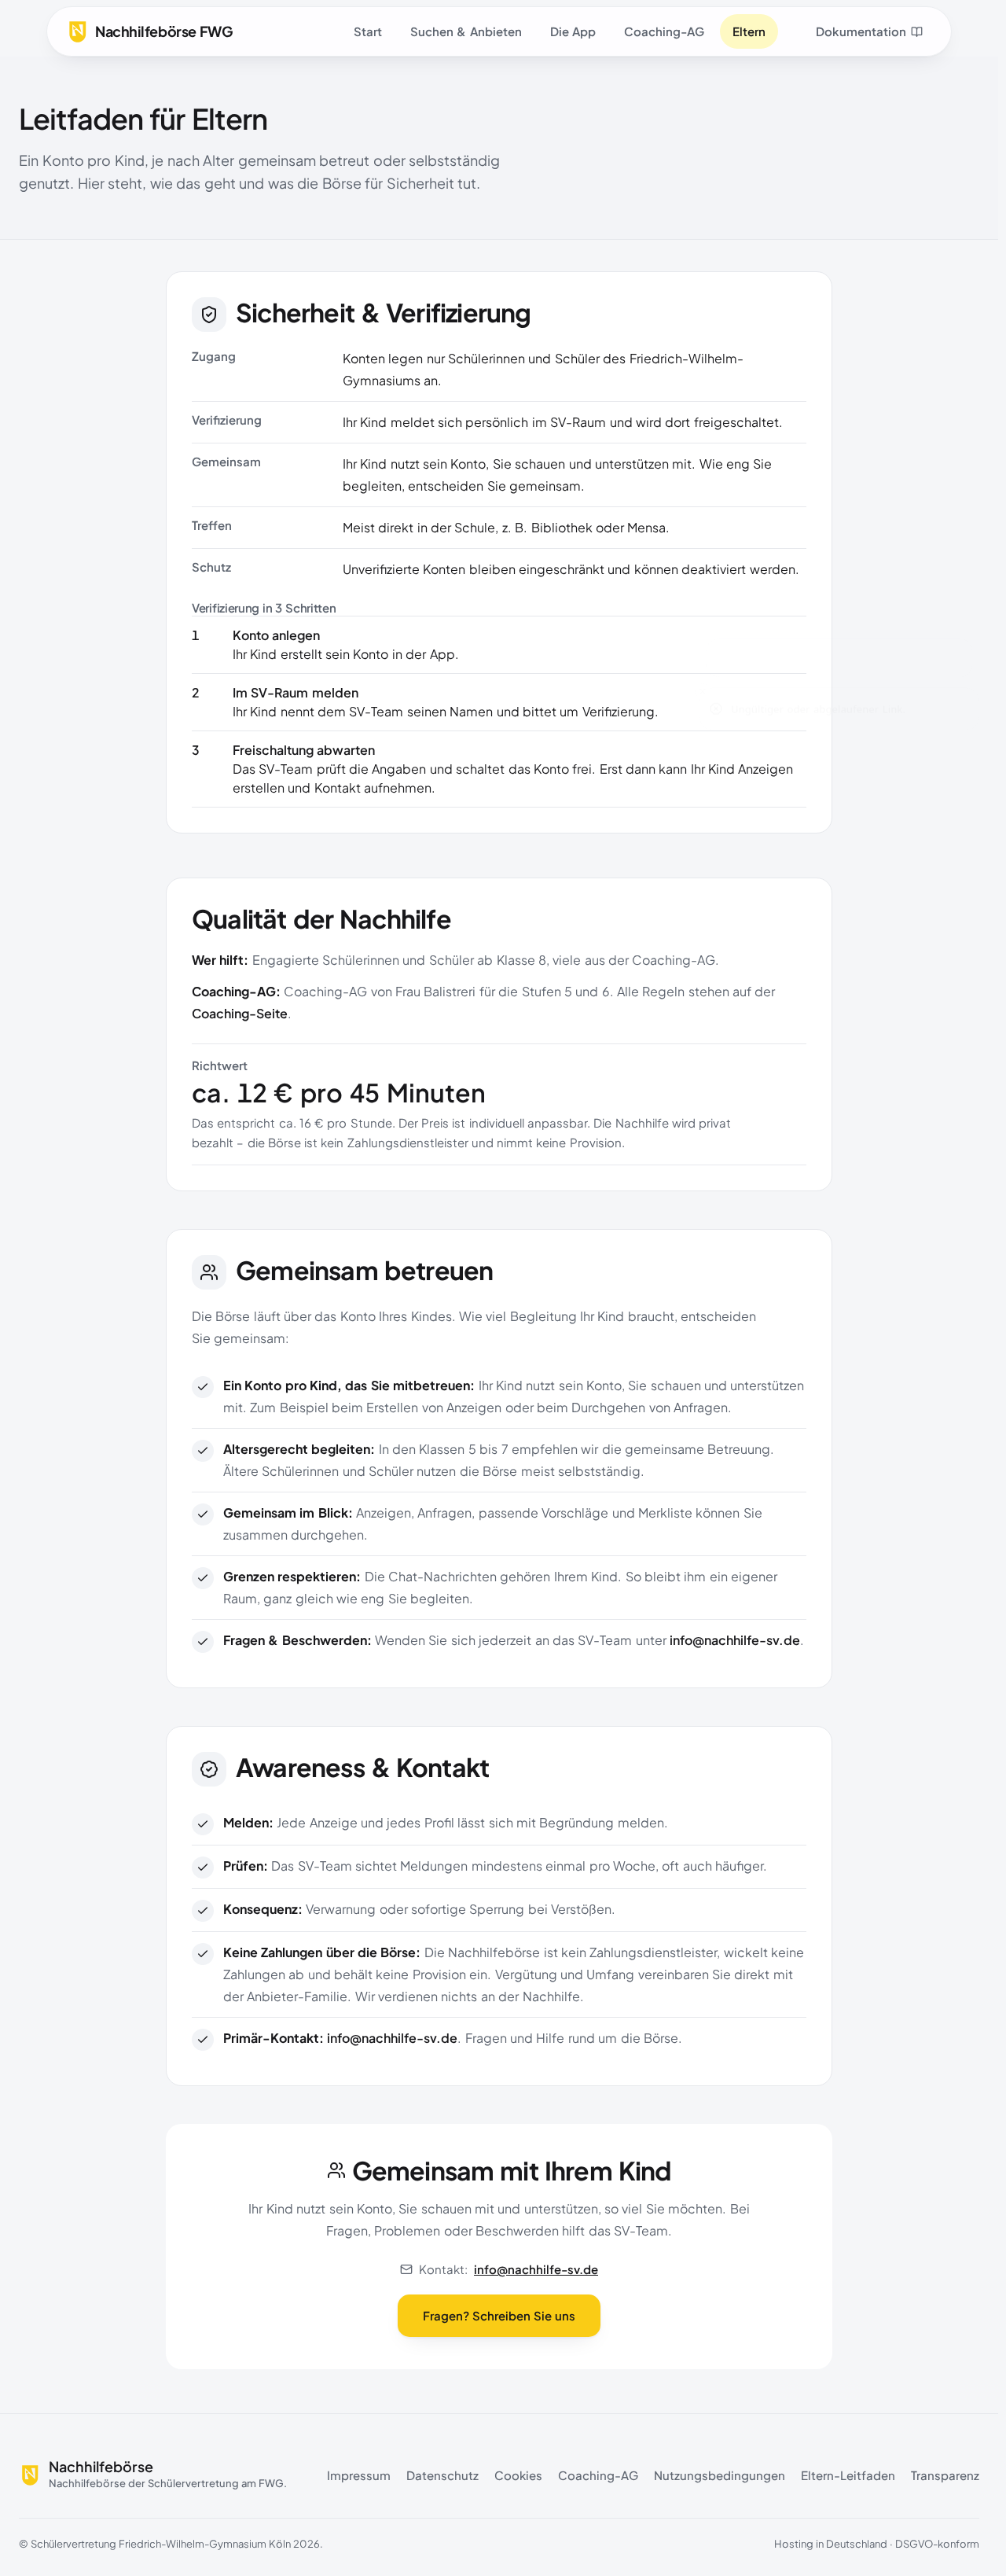 Nachhilfebörse FWG
Start
Suchen & Anbieten
Die App
Coaching-AG
Eltern
Dokumentation
Leitfaden für Eltern
Ein Konto pro Kind, je nach Alter gemeinsam betreut oder selbstständig
genutzt. Hier steht, wie das geht und was die Börse für Sicherheit tut.
Sicherheit & Verifizierung
Zugang
Konten legen nur Schülerinnen und Schüler des Friedrich-Wilhelm-
Gymnasiums an.
Verifizierung
Ihr Kind meldet sich persönlich im SV-Raum und wird dort freigeschaltet.
Gemeinsam
Ihr Kind nutzt sein Konto, Sie schauen und unterstützen mit. Wie eng Sie
begleiten, entscheiden Sie gemeinsam.
Treffen
Meist direkt in der Schule, z. B. Bibliothek oder Mensa.
Schutz
Unverifizierte Konten bleiben eingeschränkt und können deaktiviert werden.
Verifizierung in 3 Schritten
1 Konto anlegen
Ihr Kind erstellt sein Konto in der App.
2 Im SV-Raum melden
Ihr Kind nennt dem SV-Team seinen Namen und bittet um Verifizierung.
3 Freischaltung abwarten
Das SV-Team prüft die Angaben und schaltet das Konto frei. Erst dann kann Ihr Kind Anzeigen
erstellen und Kontakt aufnehmen.
Qualität der Nachhilfe
Wer hilft: Engagierte Schülerinnen und Schüler ab Klasse 8, viele aus der Coaching-AG.
Coaching-AG: Coaching-AG von Frau Balistreri für die Stufen 5 und 6. Alle Regeln stehen auf der
Coaching-Seite.
Richtwert
ca. 12 € pro 45 Minuten
Das entspricht ca. 16 € pro Stunde. Der Preis ist individuell anpassbar. Die Nachhilfe wird privat
bezahlt – die Börse ist kein Zahlungsdienstleister und nimmt keine Provision.
Gemeinsam betreuen
Die Börse läuft über das Konto Ihres Kindes. Wie viel Begleitung Ihr Kind braucht, entscheiden
Sie gemeinsam:
Ein Konto pro Kind, das Sie mitbetreuen: Ihr Kind nutzt sein Konto, Sie schauen und unterstützen
mit. Zum Beispiel beim Erstellen von Anzeigen oder beim Durchgehen von Anfragen.
Altersgerecht begleiten: In den Klassen 5 bis 7 empfehlen wir die gemeinsame Betreuung.
Ältere Schülerinnen und Schüler nutzen die Börse meist selbstständig.
Gemeinsam im Blick: Anzeigen, Anfragen, passende Vorschläge und Merkliste können Sie
zusammen durchgehen.
Grenzen respektieren: Die Chat-Nachrichten gehören Ihrem Kind. So bleibt ihm ein eigener
Raum, ganz gleich wie eng Sie begleiten.
Fragen & Beschwerden: Wenden Sie sich jederzeit an das SV-Team unter info@nachhilfe-sv.de.
Awareness & Kontakt
Melden: Jede Anzeige und jedes Profil lässt sich mit Begründung melden.
Prüfen: Das SV-Team sichtet Meldungen mindestens einmal pro Woche, oft auch häufiger.
Konsequenz: Verwarnung oder sofortige Sperrung bei Verstößen.
Keine Zahlungen über die Börse: Die Nachhilfebörse ist kein Zahlungsdienstleister, wickelt keine
Zahlungen ab und behält keine Provision ein. Vergütung und Umfang vereinbaren Sie direkt mit
der Anbieter-Familie. Wir verdienen nichts an der Nachhilfe.
Primär-Kontakt: info@nachhilfe-sv.de. Fragen und Hilfe rund um die Börse.
Gemeinsam mit Ihrem Kind
Ihr Kind nutzt sein Konto, Sie schauen mit und unterstützen, so viel Sie möchten. Bei
Fragen, Problemen oder Beschwerden hilft das SV-Team.
Kontakt: info@nachhilfe-sv.de
Fragen? Schreiben Sie uns
Nachhilfebörse
Nachhilfebörse der Schülervertretung am FWG.
Impressum
Datenschutz
Cookies
Coaching-AG
Nutzungsbedingungen
Eltern-Leitfaden
Transparenz
© Schülervertretung Friedrich-Wilhelm-Gymnasium Köln 2026.
Hosting in Deutschland · DSGVO-konform